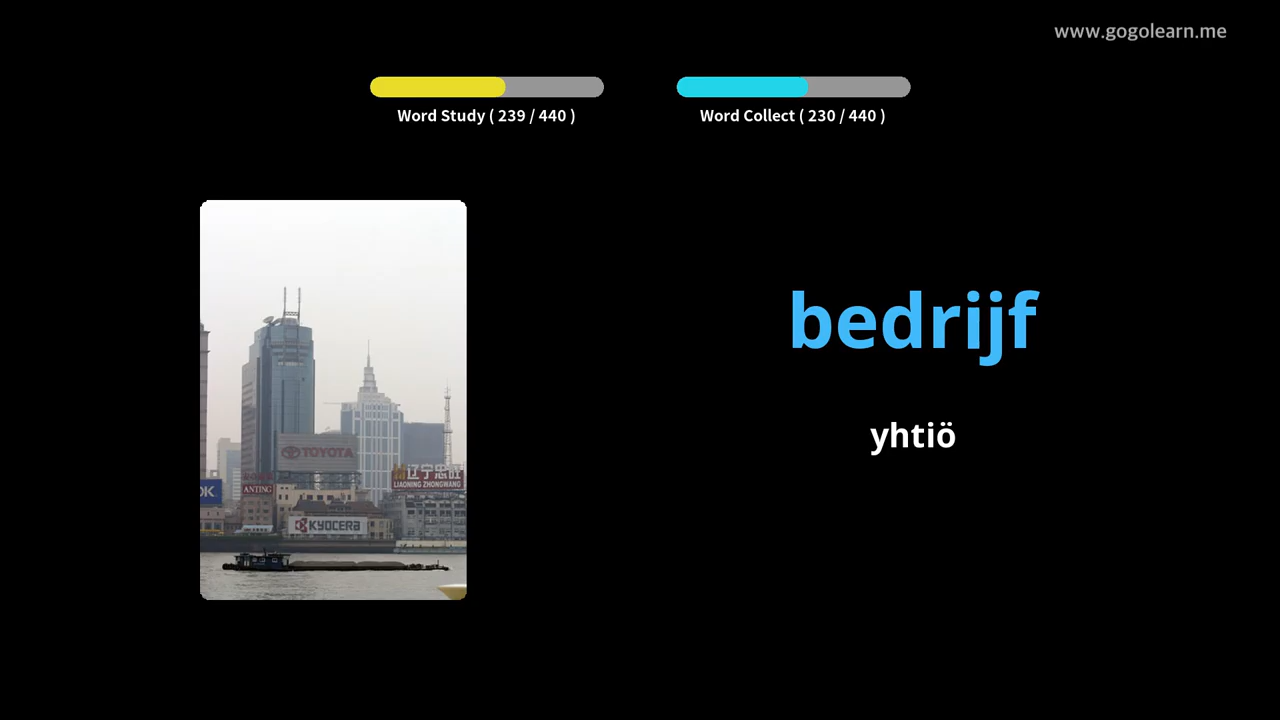 www.gogolearn.me
Word Study ( 239 / 440 )
Word Collect ( 230 / 440 )
bedrijf
yhtiö
TOYOTA
辽宁忠旺
LIAONING ZHONGWANG
OK
ANTING
KYOCERA